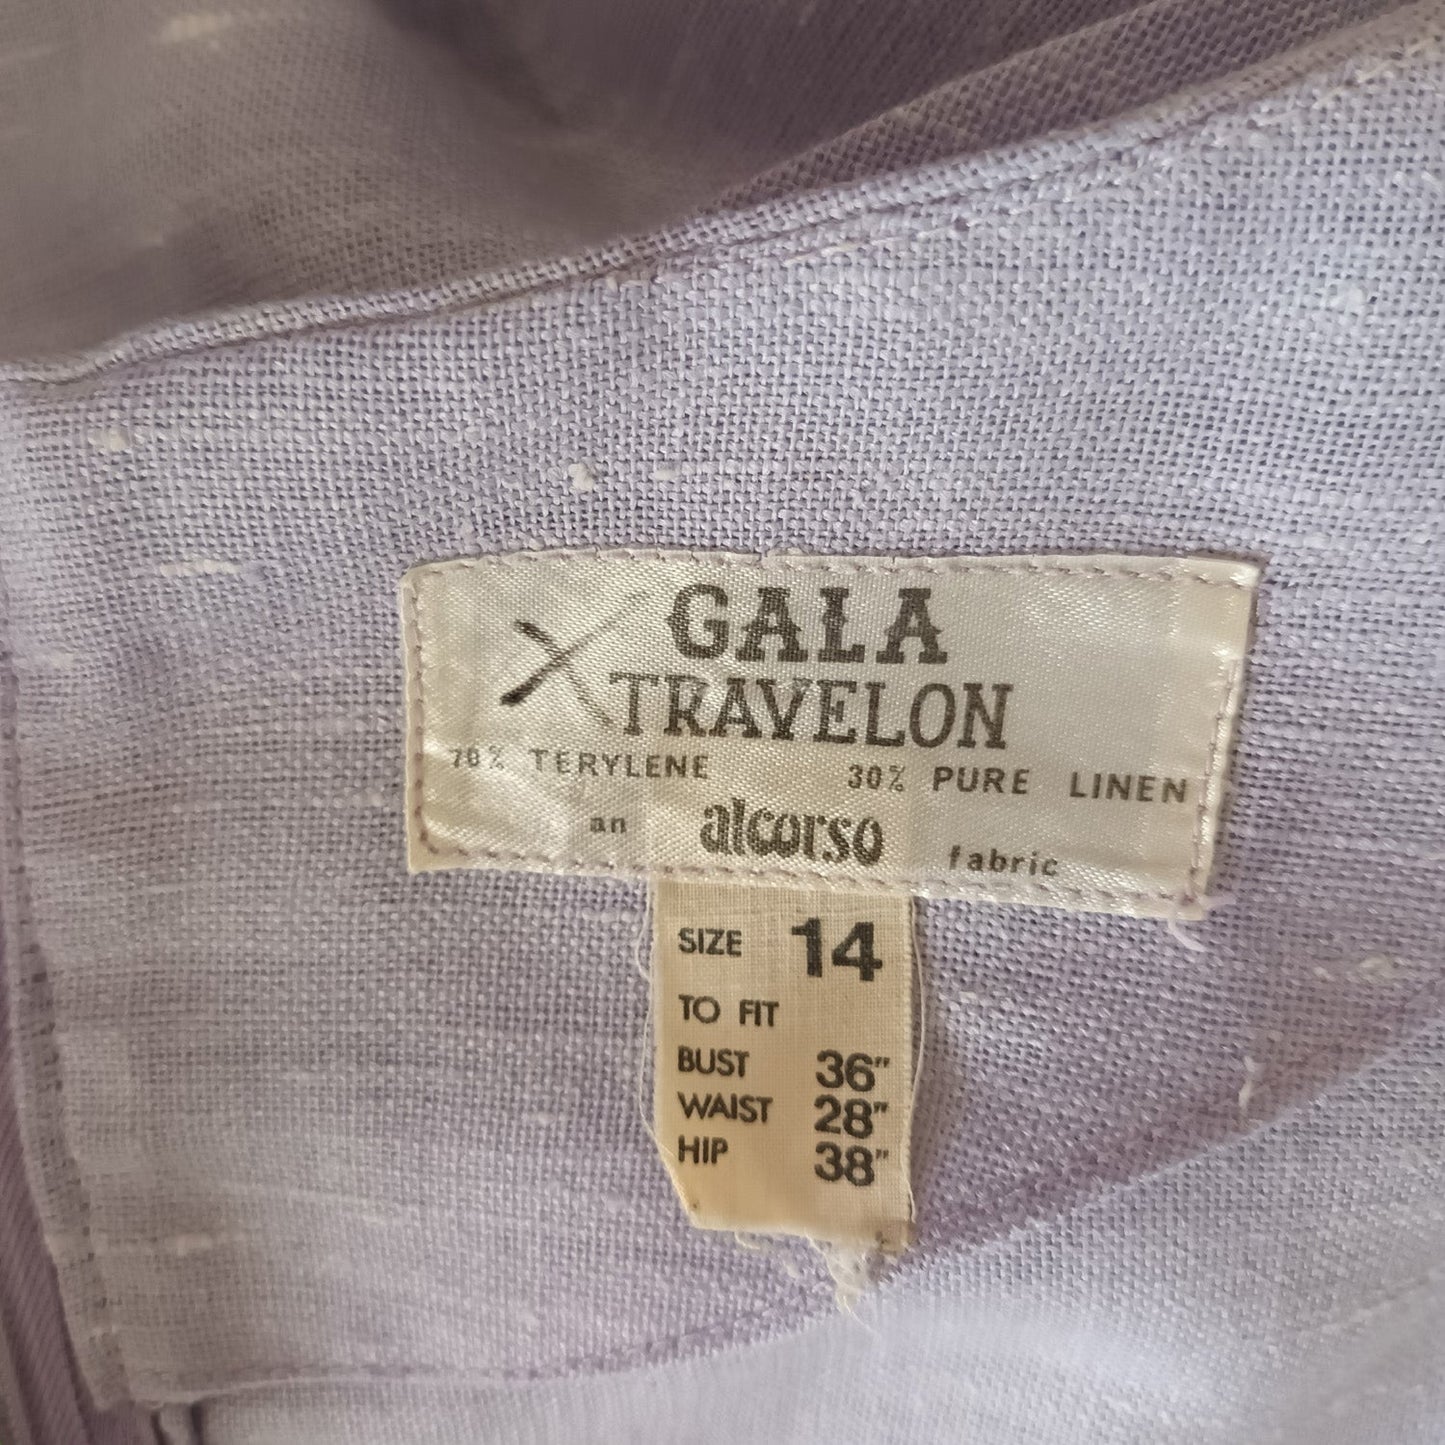 GALA
TRAVELON
70% TERYLENE 30% PURE LINEN
an alcorso fabric
SIZE 14
TO FIT
BUST 36"
WAIST 28"
HIP 38"